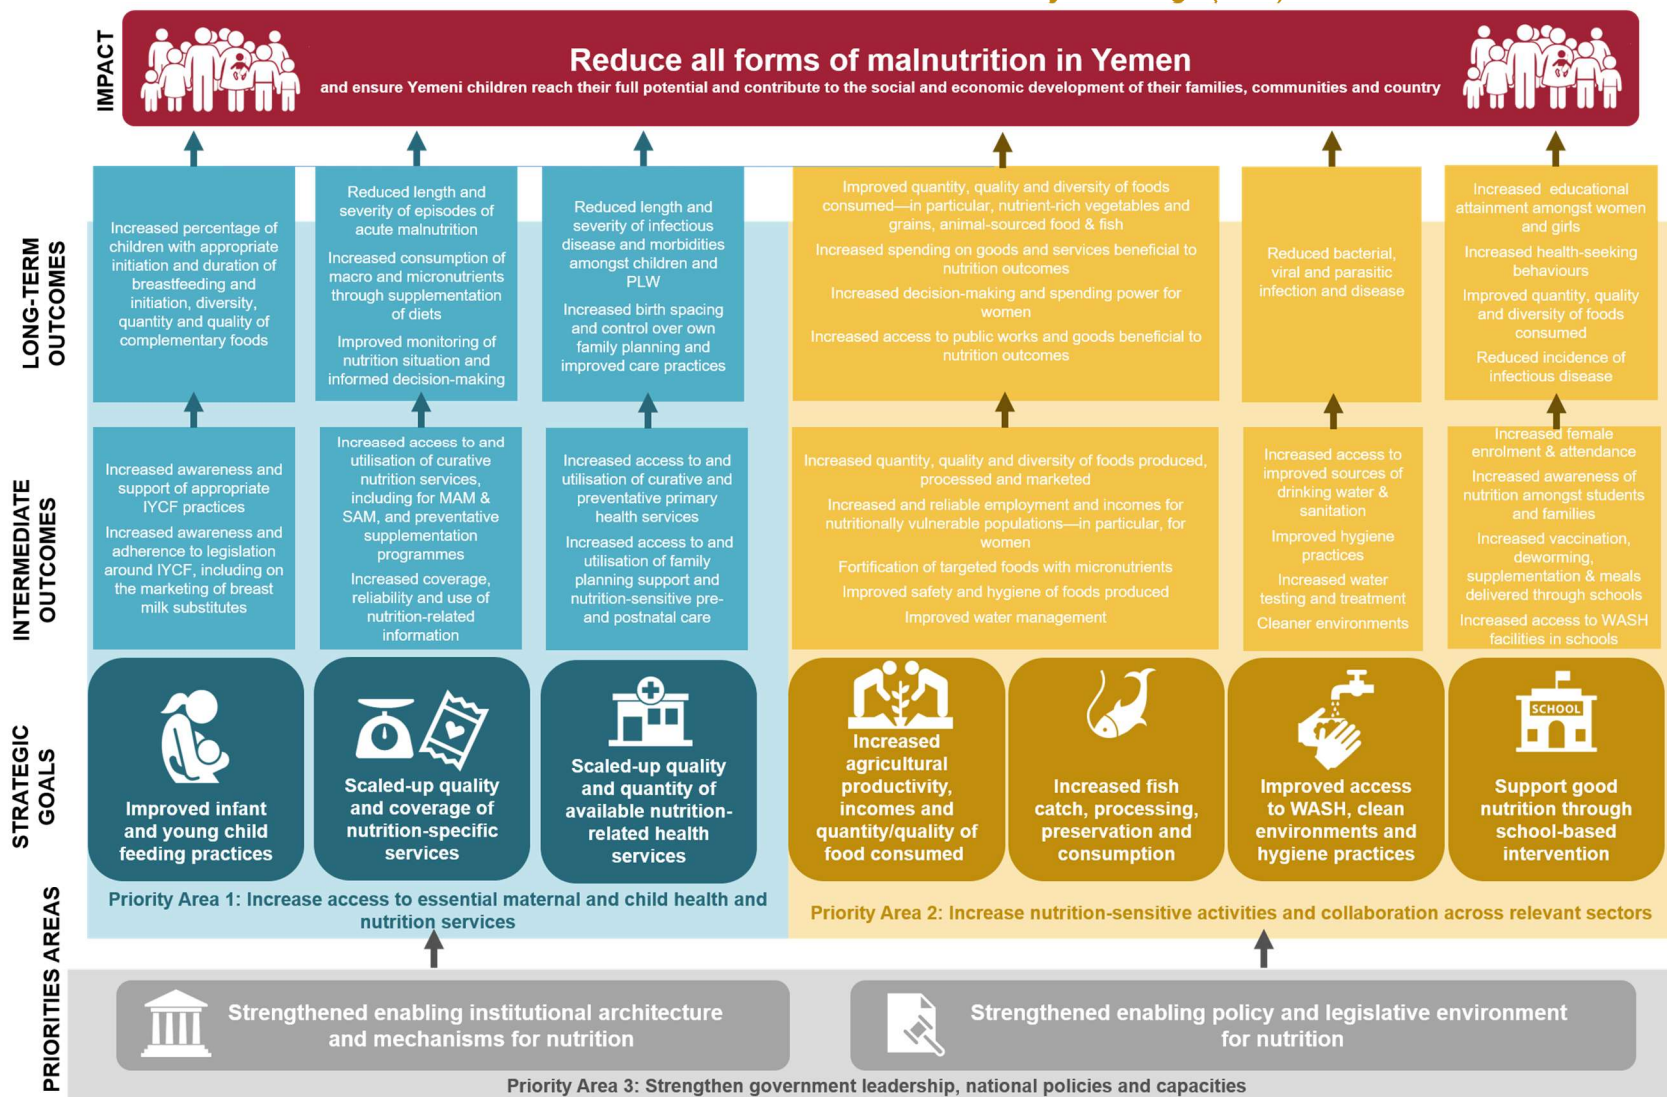 IMPACT
Reduce all forms of malnutrition in Yemen
and ensure Yemeni children reach their full potential and contribute to the social and economic development of their families, communities and country
LONG-TERM
OUTCOMES
Increased percentage of
children with appropriate
initiation and duration of
breastfeeding and
initiation, diversity,
quantity and quality of
complementary foods
Reduced length and
severity of episodes of
acute malnutrition
Increased consumption of
macro and micronutrients
through supplementation
of diets
Improved monitoring of
nutrition situation and
informed decision-making
Reduced length and
severity of infectious
disease and morbidities
amongst children and
PLW
Increased birth spacing
and control over own
family planning and
improved care practices
Improved quantity, quality and diversity of foods
consumed—in particular, nutrient-rich vegetables and
grains, animal-sourced food & fish
Increased spending on goods and services beneficial to
nutrition outcomes
Increased decision-making and spending power for
women
Increased access to public works and goods beneficial to
nutrition outcomes
Reduced bacterial,
viral and parasitic
infection and disease
Increased educational
attainment amongst women
and girls
Increased health-seeking
behaviours
Improved quantity, quality
and diversity of foods
consumed
Reduced incidence of
infectious disease
INTERMEDIATE
OUTCOMES
Increased awareness and
support of appropriate
IYCF practices
Increased awareness and
adherence to legislation
around IYCF, including on
the marketing of breast
milk substitutes
Increased access to and
utilisation of curative
nutrition services,
including for MAM &
SAM, and preventative
supplementation
programmes
Increased coverage,
reliability and use of
nutrition-related
information
Increased access to and
utilisation of curative and
preventative primary
health services
Increased access to and
utilisation of family
planning support and
nutrition-sensitive pre-
and postnatal care
Increased quantity, quality and diversity of foods produced,
processed and marketed
Increased and reliable employment and incomes for
nutritionally vulnerable populations—in particular, for
women
Fortification of targeted foods with micronutrients
Improved safety and hygiene of foods produced
Improved water management
Increased access to
improved sources of
drinking water &
sanitation
Improved hygiene
practices
Increased water
testing and treatment
Cleaner environments
Increased female
enrolment & attendance
Increased awareness of
nutrition amongst students
and families
Increased vaccination,
deworming,
supplementation & meals
delivered through schools
Increased access to WASH
facilities in schools
STRATEGIC
GOALS
Improved infant
and young child
feeding practices
Scaled-up quality
and coverage of
nutrition-specific
services
Scaled-up quality
and quantity of
available nutrition-
related health
services
Increased
agricultural
productivity,
incomes and
quantity/quality of
food consumed
Increased fish
catch, processing,
preservation and
consumption
Improved access
to WASH, clean
environments and
hygiene practices
SCHOOL
Support good
nutrition through
school-based
intervention
PRIORITIES AREAS
Priority Area 1: Increase access to essential maternal and child health and
nutrition services
Priority Area 2: Increase nutrition-sensitive activities and collaboration across relevant sectors
Strengthened enabling institutional architecture
and mechanisms for nutrition
Strengthened enabling policy and legislative environment
for nutrition
Priority Area 3: Strengthen government leadership, national policies and capacities